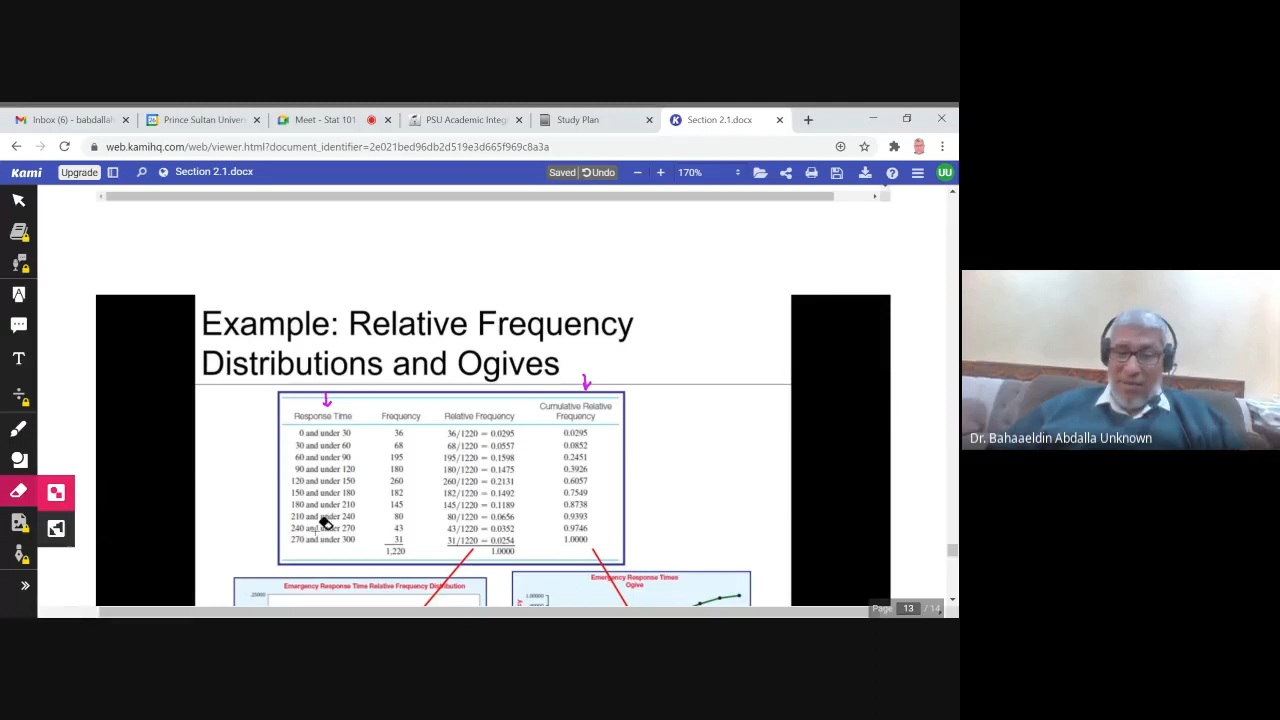 Inbox (6) - babdallah
Prince Sultan Univers
Meet - Stat 101
PSU Academic Integ
Study Plan
Section 2.1.docx
web.kamihq.com/web/viewer.html?document_identifier=2e021bed96db2d519e3d665f969c8a3a
Kami
Upgrade
Section 2.1.docx
Saved
Undo
170%
UU
Example: Relative Frequency
Distributions and Ogives
Response Time Frequency Relative Frequency Cumulative Relative Frequency
0 and under 30 36 36/1220 = 0.0295 0.0295
30 and under 60 68 68/1220 = 0.0557 0.0852
60 and under 90 195 195/1220 = 0.1598 0.2451
90 and under 120 180 180/1220 = 0.1475 0.3926
120 and under 150 260 260/1220 = 0.2131 0.6057
150 and under 180 182 182/1220 = 0.1492 0.7549
180 and under 210 145 145/1220 = 0.1189 0.8738
210 and under 240 80 80/1220 = 0.0656 0.9393
240 and under 270 43 43/1220 = 0.0352 0.9746
270 and under 300 31 31/1220 = 0.0254 1.0000
1,220 1.0000
Emergency Response Time Relative Frequency Distribution
.25000
Emergency Response Times
Ogive
1.00000
Page 13 / 14
Dr. Bahaaeldin Abdalla Unknown